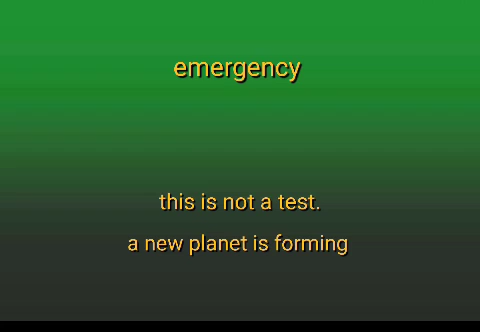 emergency
this is not a test.
a new planet is forming